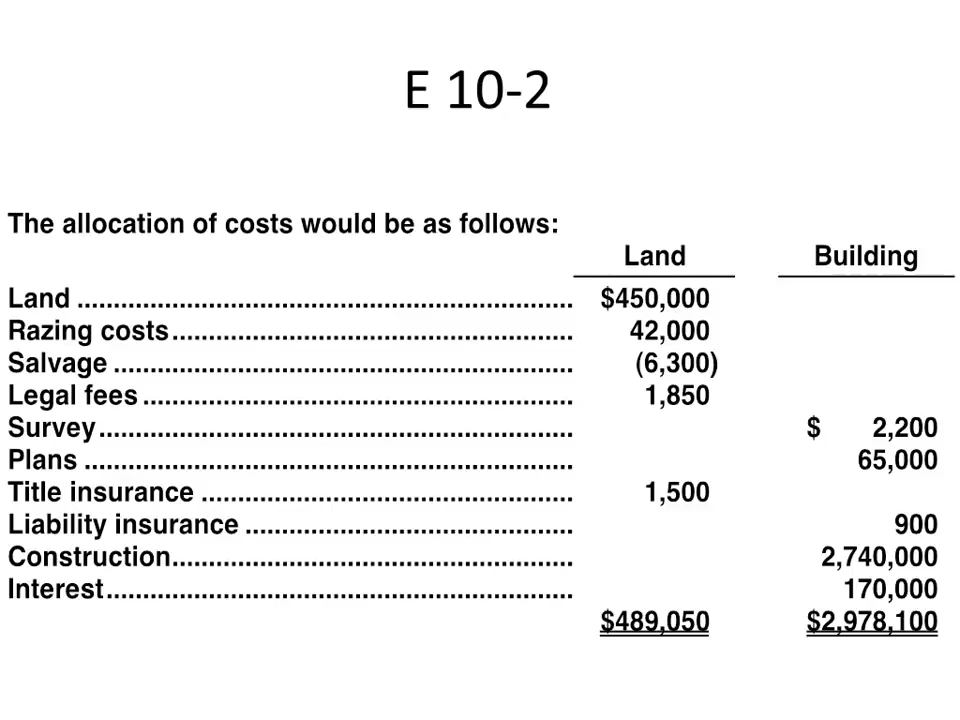 E 10-2
The allocation of costs would be as follows:
Land Building
Land ................................................................... $450,000
Razing costs....................................................... 42,000
Salvage ............................................................... (6,300)
Legal fees ........................................................... 1,850
Survey................................................................. $ 2,200
Plans ................................................................... 65,000
Title insurance ................................................... 1,500
Liability insurance ............................................. 900
Construction....................................................... 2,740,000
Interest................................................................ 170,000
$489,050 $2,978,100